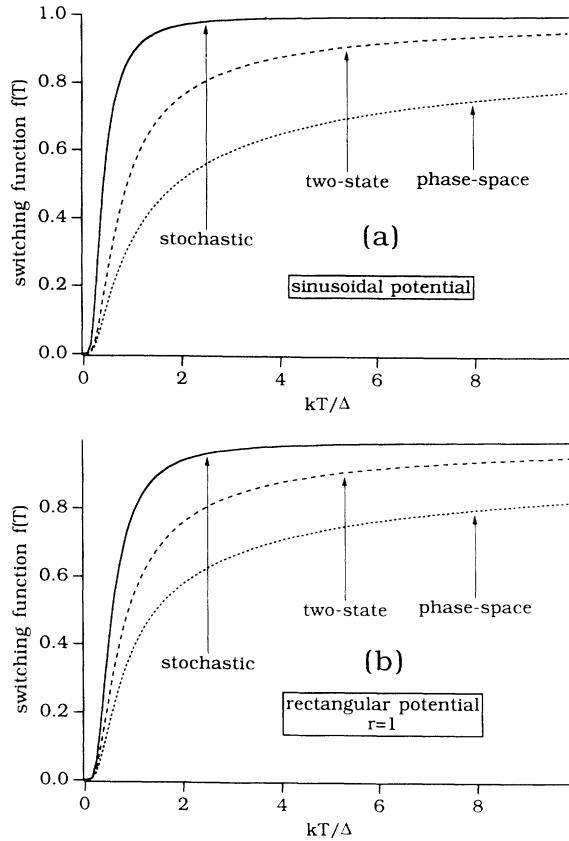 1.0
0.8
0.6
0.4
0.2
0.0
switching function f(T)
stochastic
two-state
phase-space
(a)
sinusoidal potential
0
2
4
6
8
kT/Δ
0.8
0.6
0.4
0.2
0.0
switching function f(T)
stochastic
two-state
phase-space
(b)
rectangular potential
r=1
0
2
4
6
8
kT/Δ